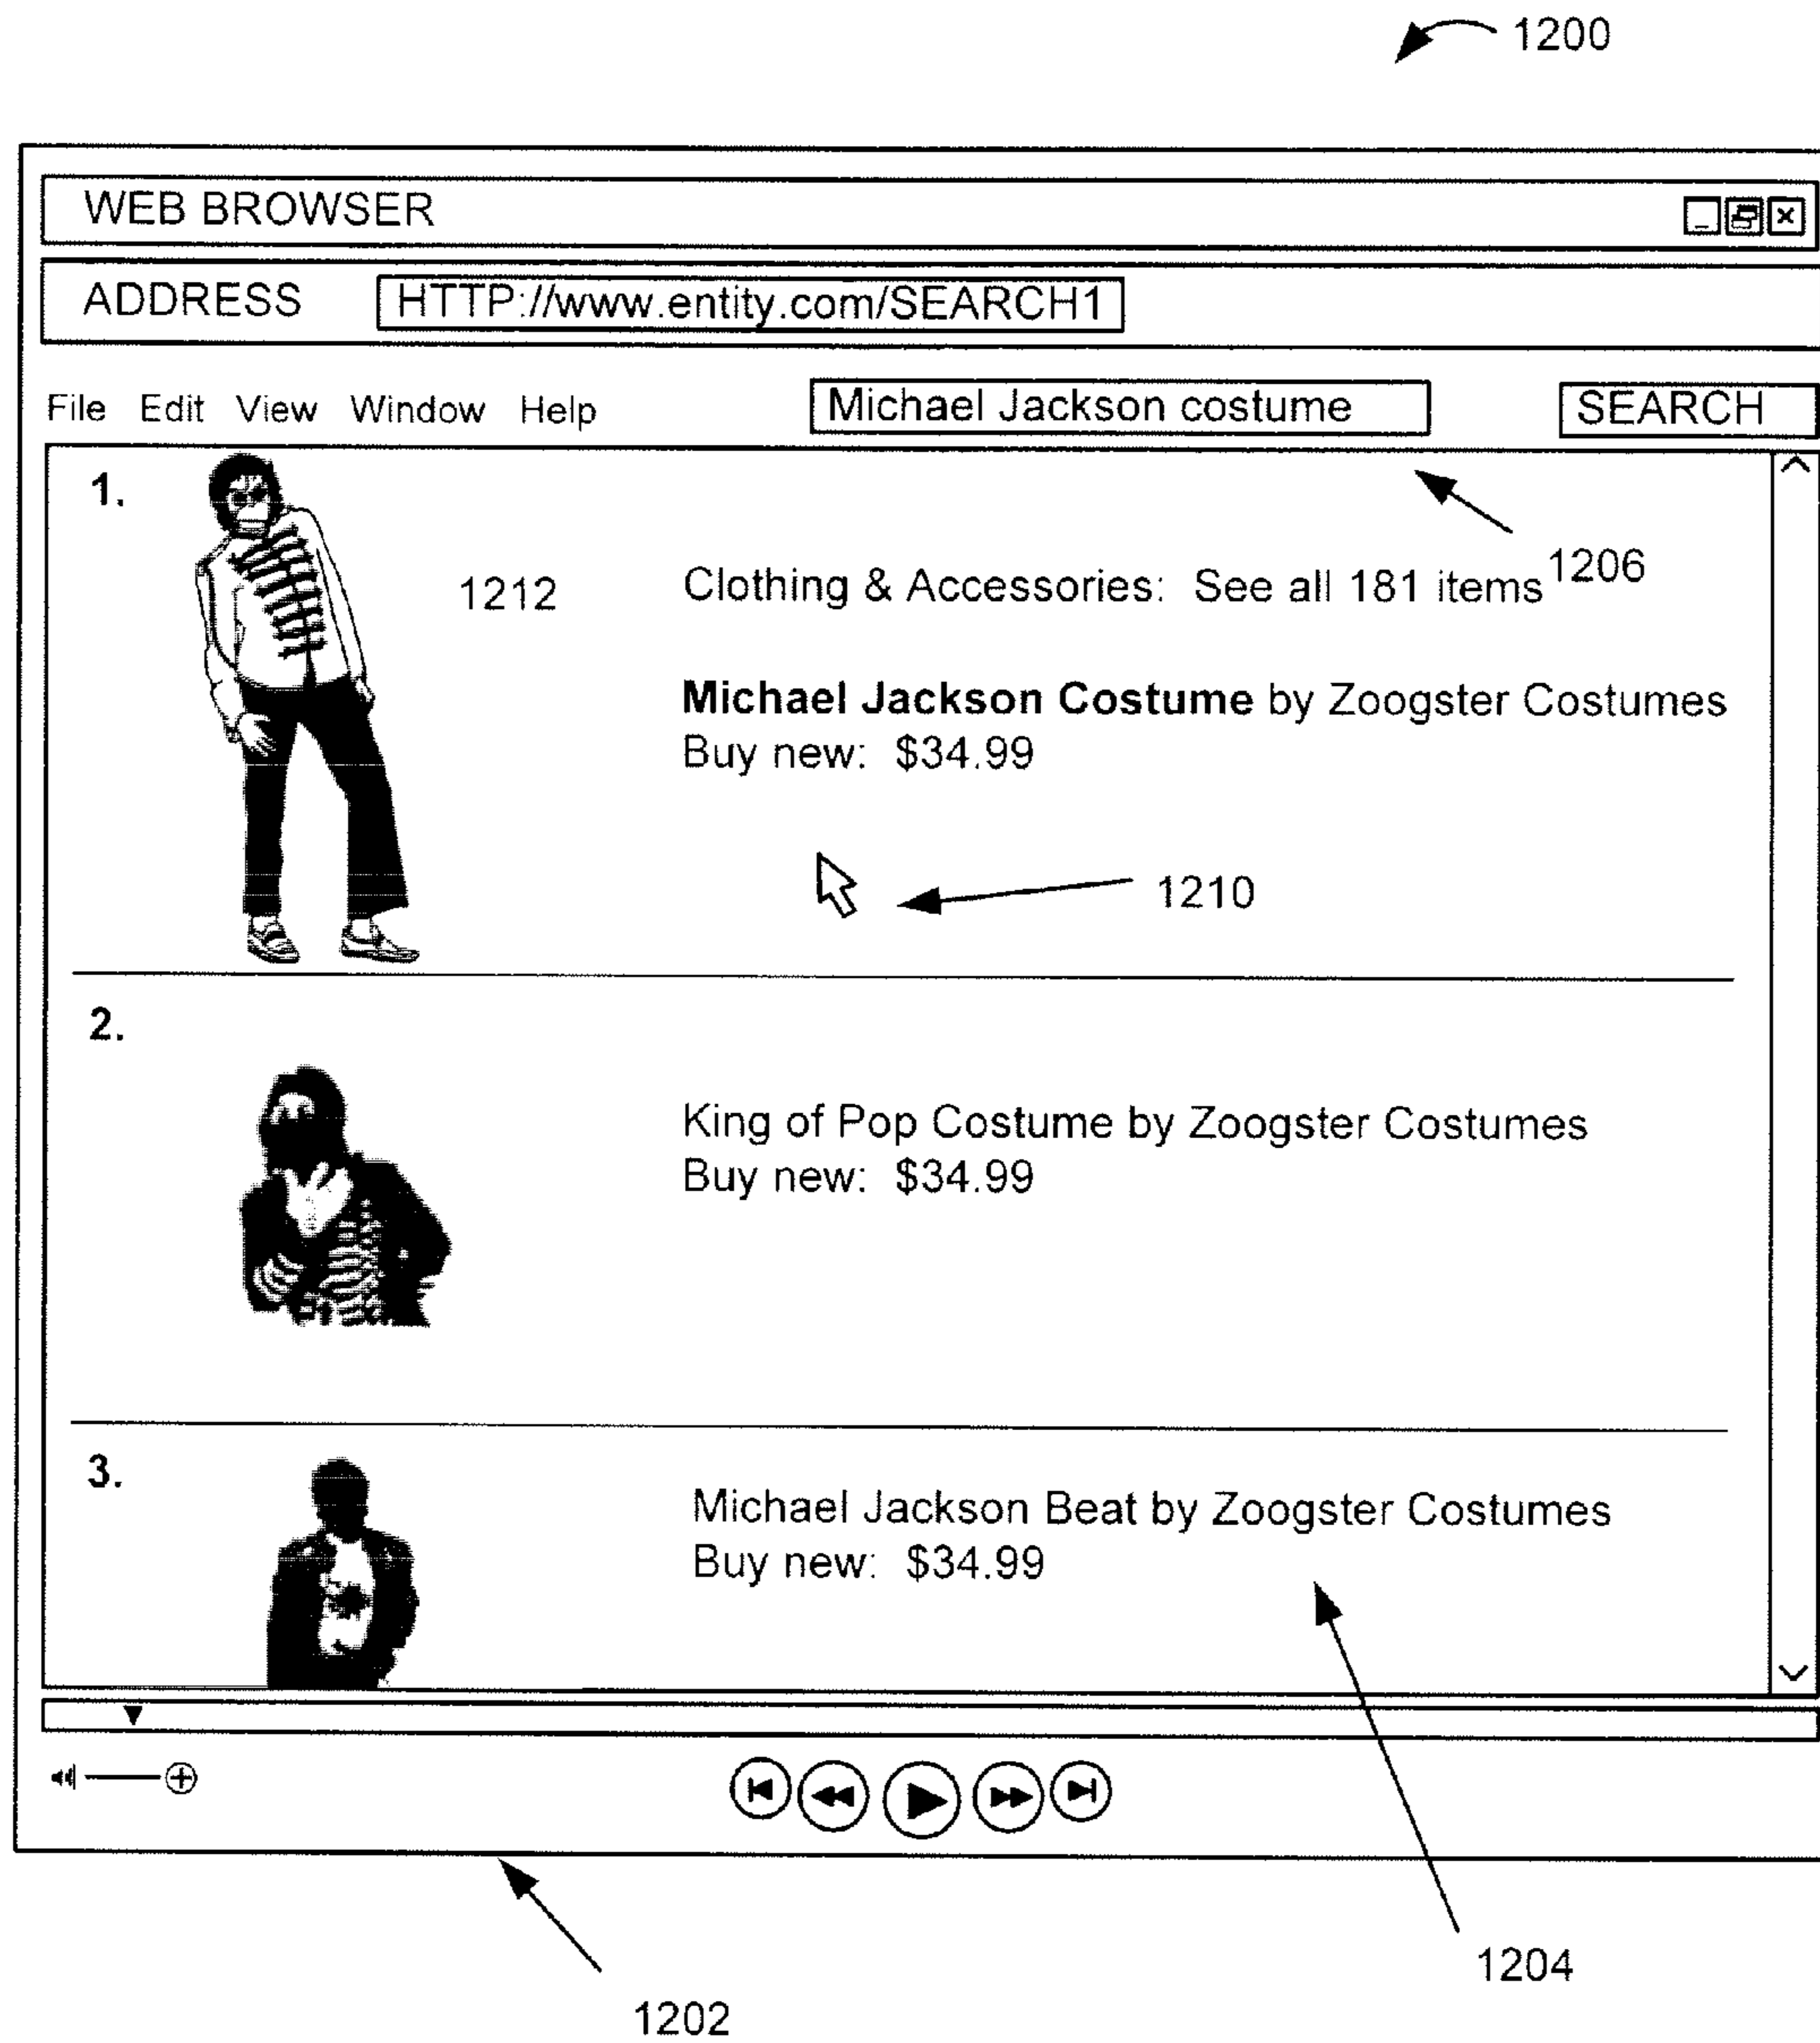 1200
WEB BROWSER
ADDRESS HTTP://www.entity.com/SEARCH1
File Edit View Window Help Michael Jackson costume SEARCH
1.
1206
1212 Clothing & Accessories: See all 181 items
Michael Jackson Costume by Zoogster Costumes
Buy new: $34.99
1210
2.
King of Pop Costume by Zoogster Costumes
Buy new: $34.99
3.
Michael Jackson Beat by Zoogster Costumes
Buy new: $34.99
1204
1202